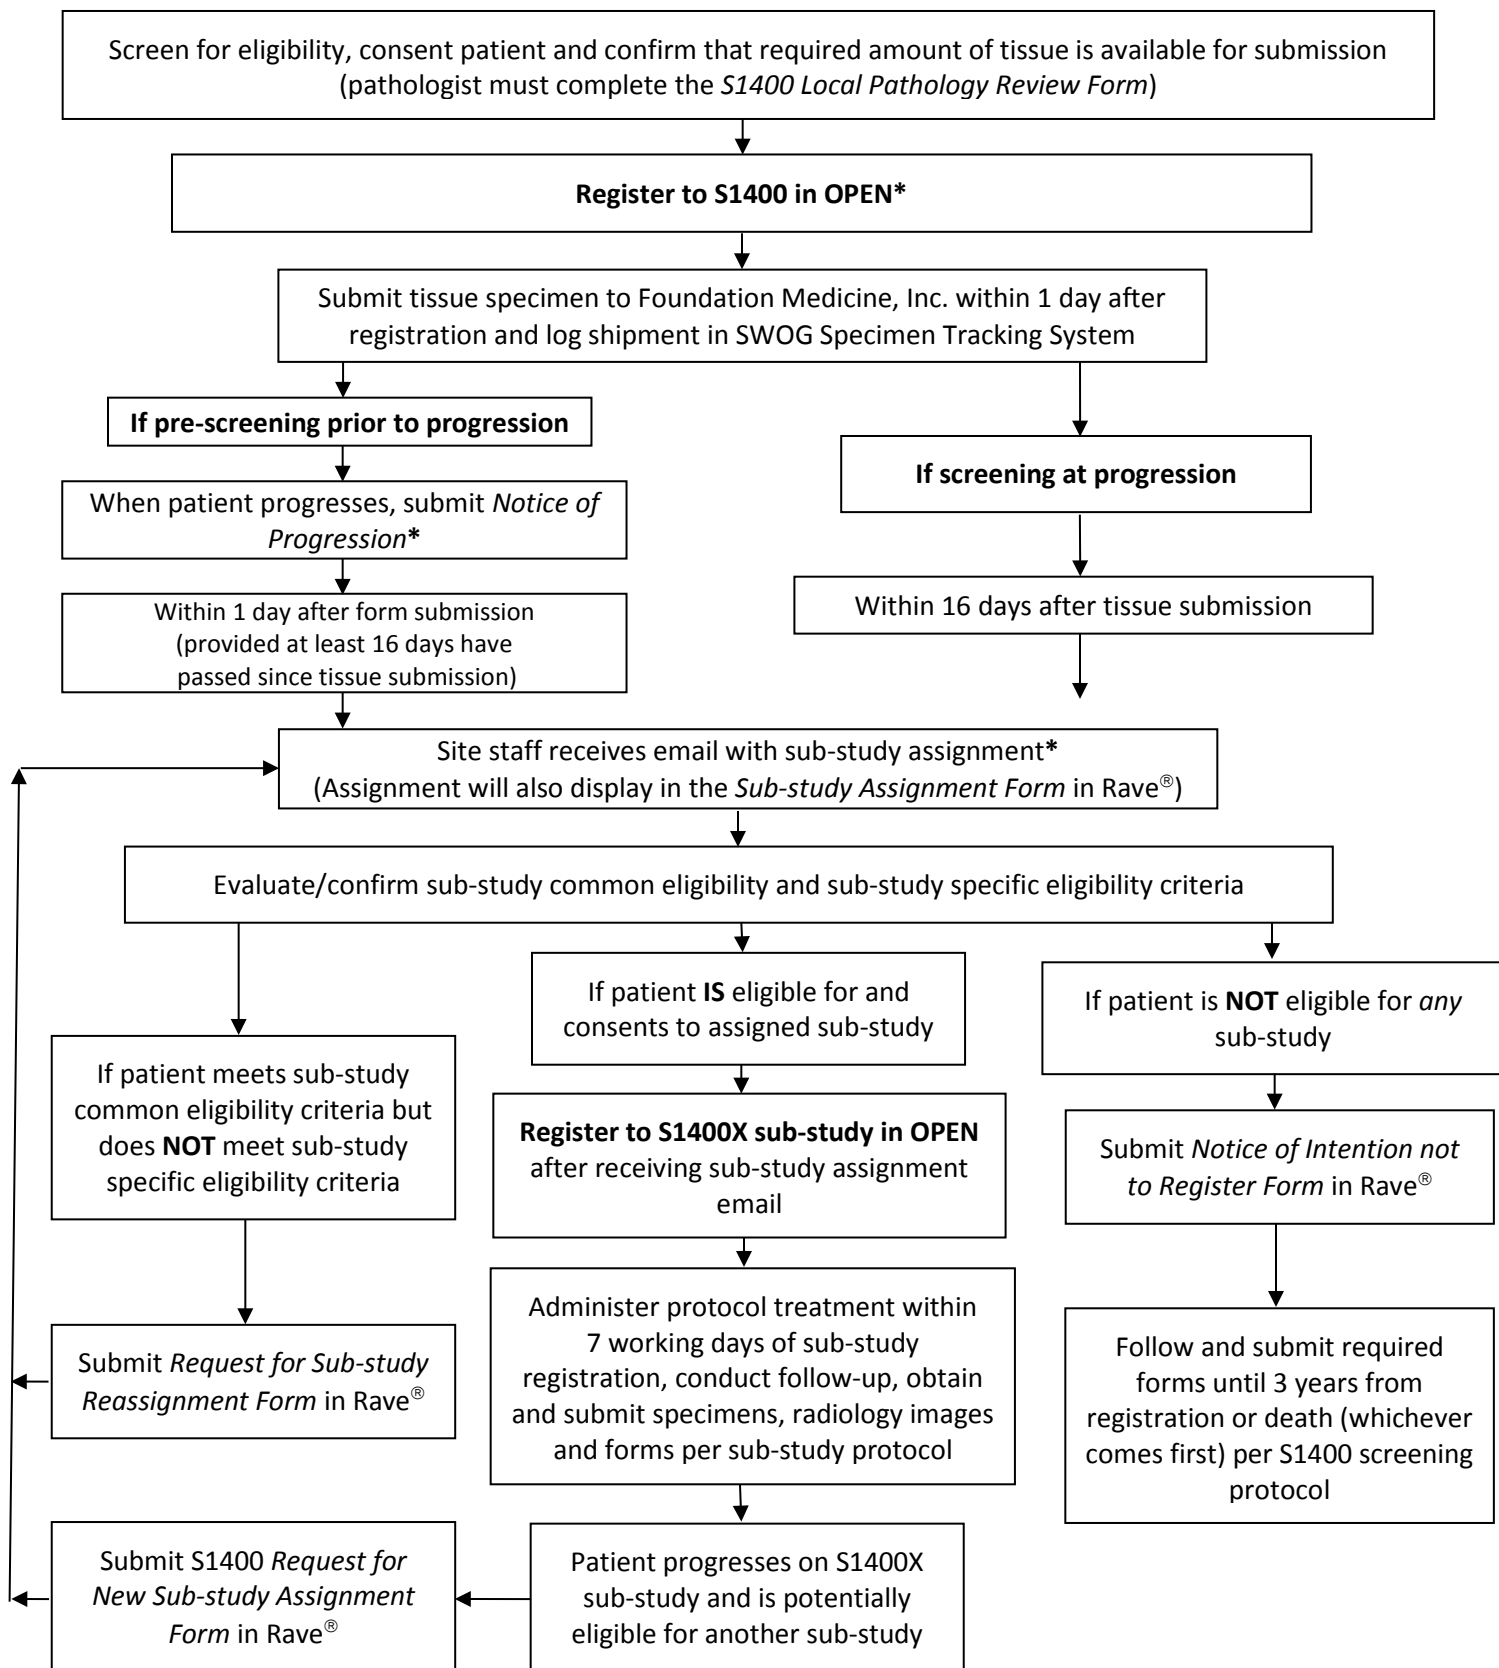 Screen for eligibility, consent patient and confirm that required amount of tissue is available for submission
(pathologist must complete the S1400 Local Pathology Review Form)
Register to S1400 in OPEN*
Submit tissue specimen to Foundation Medicine, Inc. within 1 day after
registration and log shipment in SWOG Specimen Tracking System
If pre-screening prior to progression
When patient progresses, submit Notice of
Progression*
Within 1 day after form submission
(provided at least 16 days have
passed since tissue submission)
If screening at progression
Within 16 days after tissue submission
Site staff receives email with sub-study assignment*
(Assignment will also display in the Sub-study Assignment Form in Rave®)
Evaluate/confirm sub-study common eligibility and sub-study specific eligibility criteria
If patient meets sub-study
common eligibility criteria but
does NOT meet sub-study
specific eligibility criteria
Submit Request for Sub-study
Reassignment Form in Rave®
If patient IS eligible for and
consents to assigned sub-study
Register to S1400X sub-study in OPEN
after receiving sub-study assignment
email
Administer protocol treatment within
7 working days of sub-study
registration, conduct follow-up, obtain
and submit specimens, radiology images
and forms per sub-study protocol
Patient progresses on S1400X
sub-study and is potentially
eligible for another sub-study
Submit S1400 Request for
New Sub-study Assignment
Form in Rave®
If patient is NOT eligible for any
sub-study
Submit Notice of Intention not
to Register Form in Rave®
Follow and submit required
forms until 3 years from
registration or death (whichever
comes first) per S1400 screening
protocol